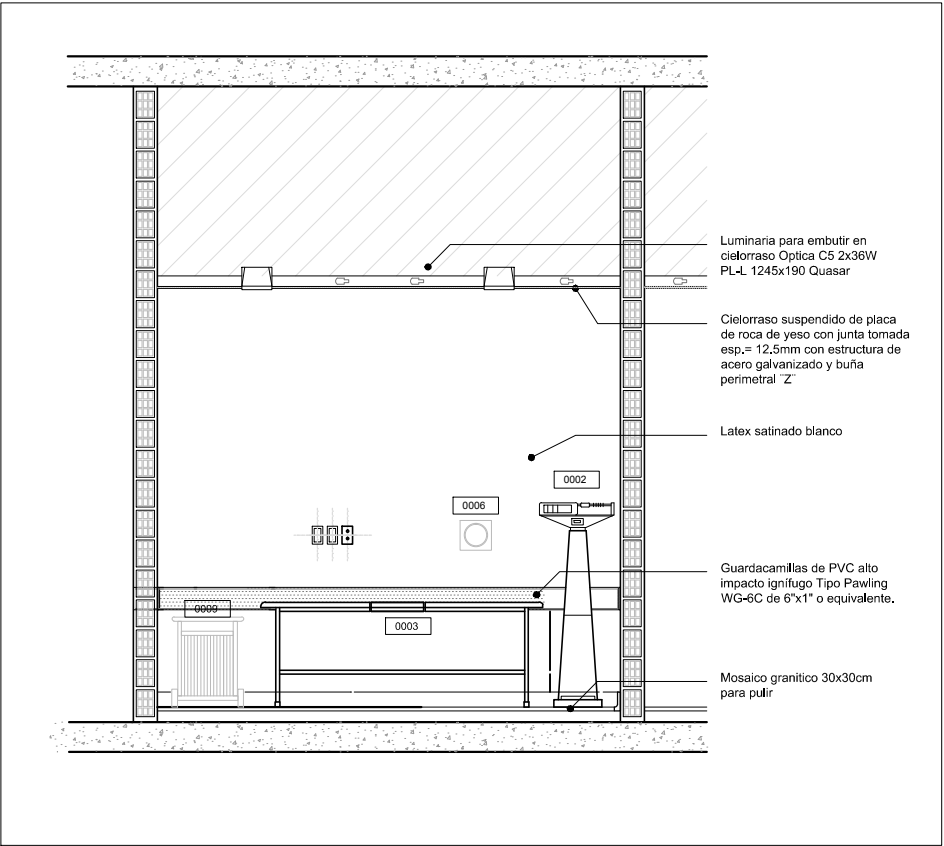 Luminaria para embutir en
cielorraso Optica C5 2x36W
PL-L 1245x190 Quasar
Cielorraso suspendido de placa
de roca de yeso con junta tomada
esp.= 12.5mm con estructura de
acero galvanizado y buña
perimetral ¨Z¨
Latex satinado blanco
0002
0006
Guardacamillas de PVC alto
impacto ignífugo Tipo Pawling
WG-6C de 6"x1" o equivalente.
0009
0003
Mosaico granitico 30x30cm
para pulir